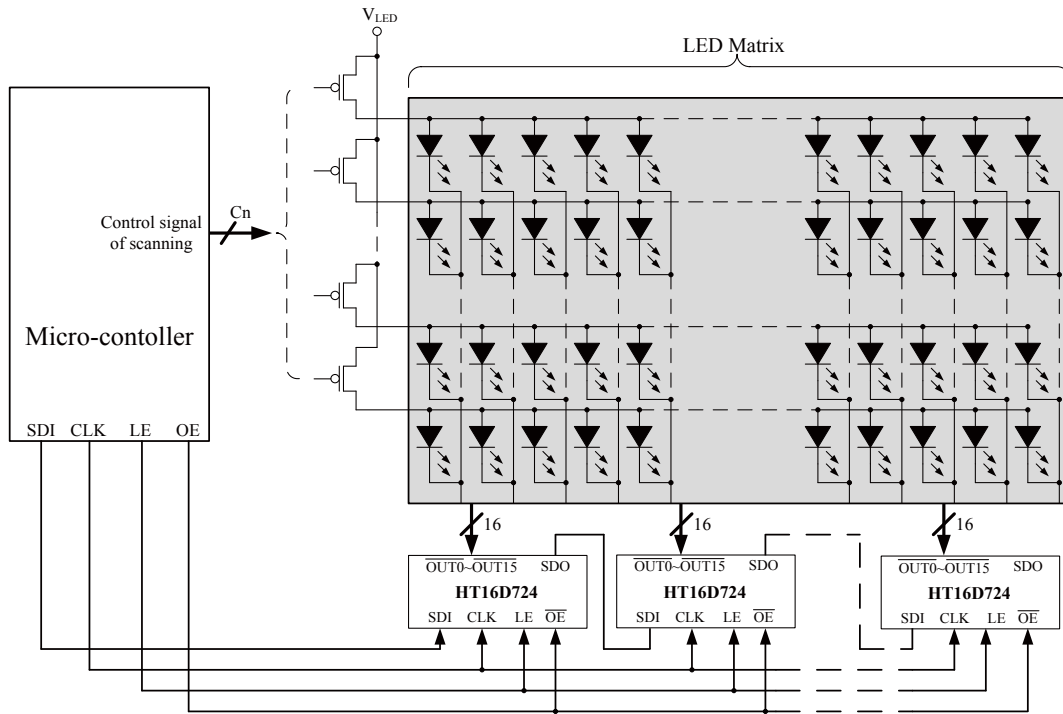 VLED
LED Matrix
Cn
Control signal
of scanning
Micro-contoller
SDI CLK LE OE
16 16 16
OUT0~OUT15 SDO
HT16D724
SDI CLK LE OE
OUT0~OUT15 SDO
HT16D724
SDI CLK LE OE
OUT0~OUT15 SDO
HT16D724
SDI CLK LE OE